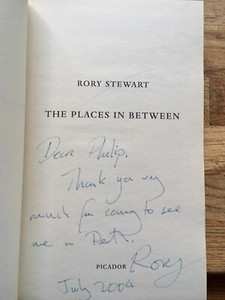 RORY STEWART
THE PLACES IN BETWEEN
Dear Philip,
Thank you very
much for coming to see
me in Perth.
PICADOR
Rory
July 2004